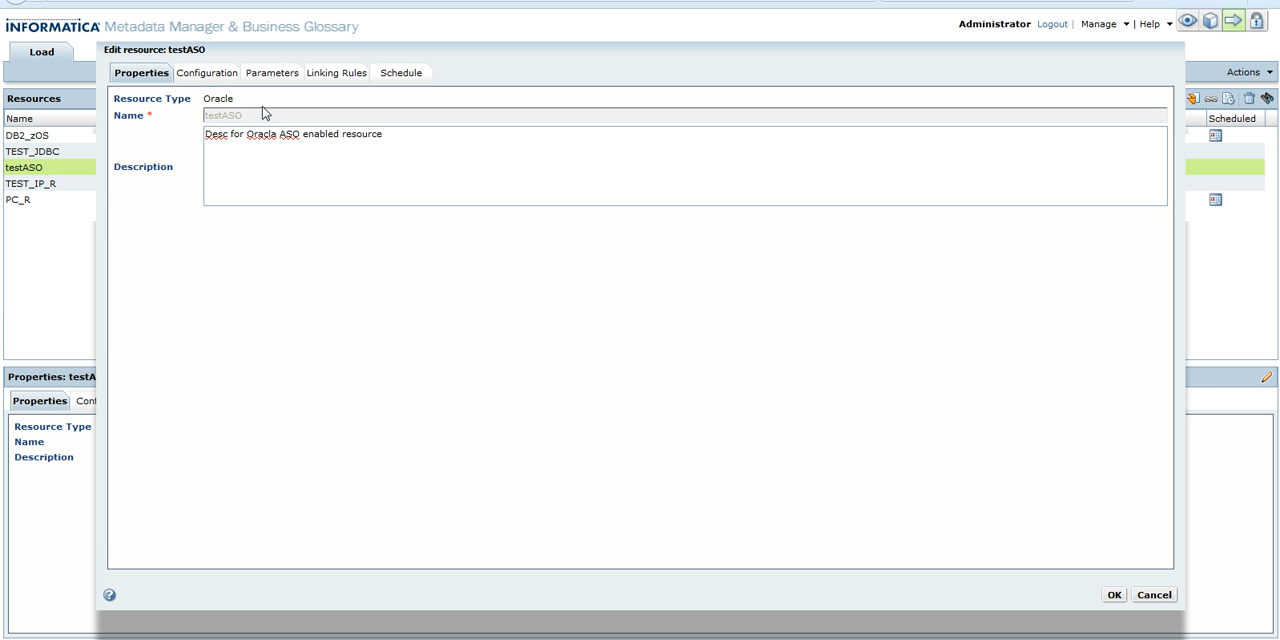 INFORMATICA Metadata Manager & Business Glossary
Administrator Logout | Manage | Help
Load
Edit resource: testASO
Properties Configuration Parameters Linking Rules Schedule
Actions
Resources
Name
Scheduled
DB2_zOS
TEST_JDBC
testASO
TEST_IP_R
PC_R
Resource Type Oracle
Name * testASO
Description
Desc for Oracla ASO enabled resource
Properties: testA
Properties Conf
Resource Type
Name
Description
? OK Cancel